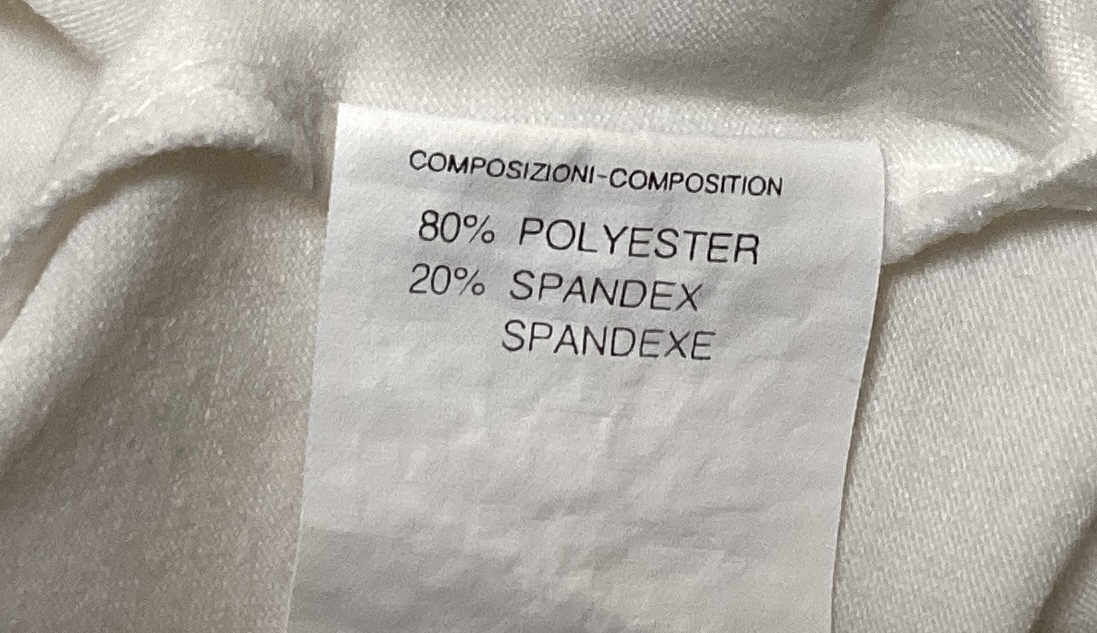 COMPOSIZIONI-COMPOSITION
80% POLYESTER
20% SPANDEX
SPANDEXE